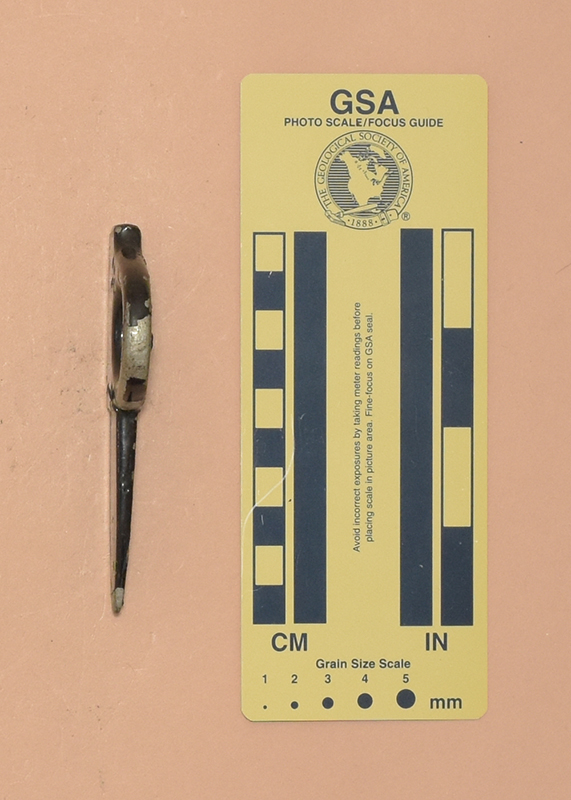 GSA
PHOTO SCALE/FOCUS GUIDE
THE GEOLOGICAL SOCIETY OF AMERICA
·1888·
®
Avoid incorrect exposures by taking meter readings before
placing scale in picture area. Fine-focus on GSA seal.
CM IN
Grain Size Scale
1 2 3 4 5
mm